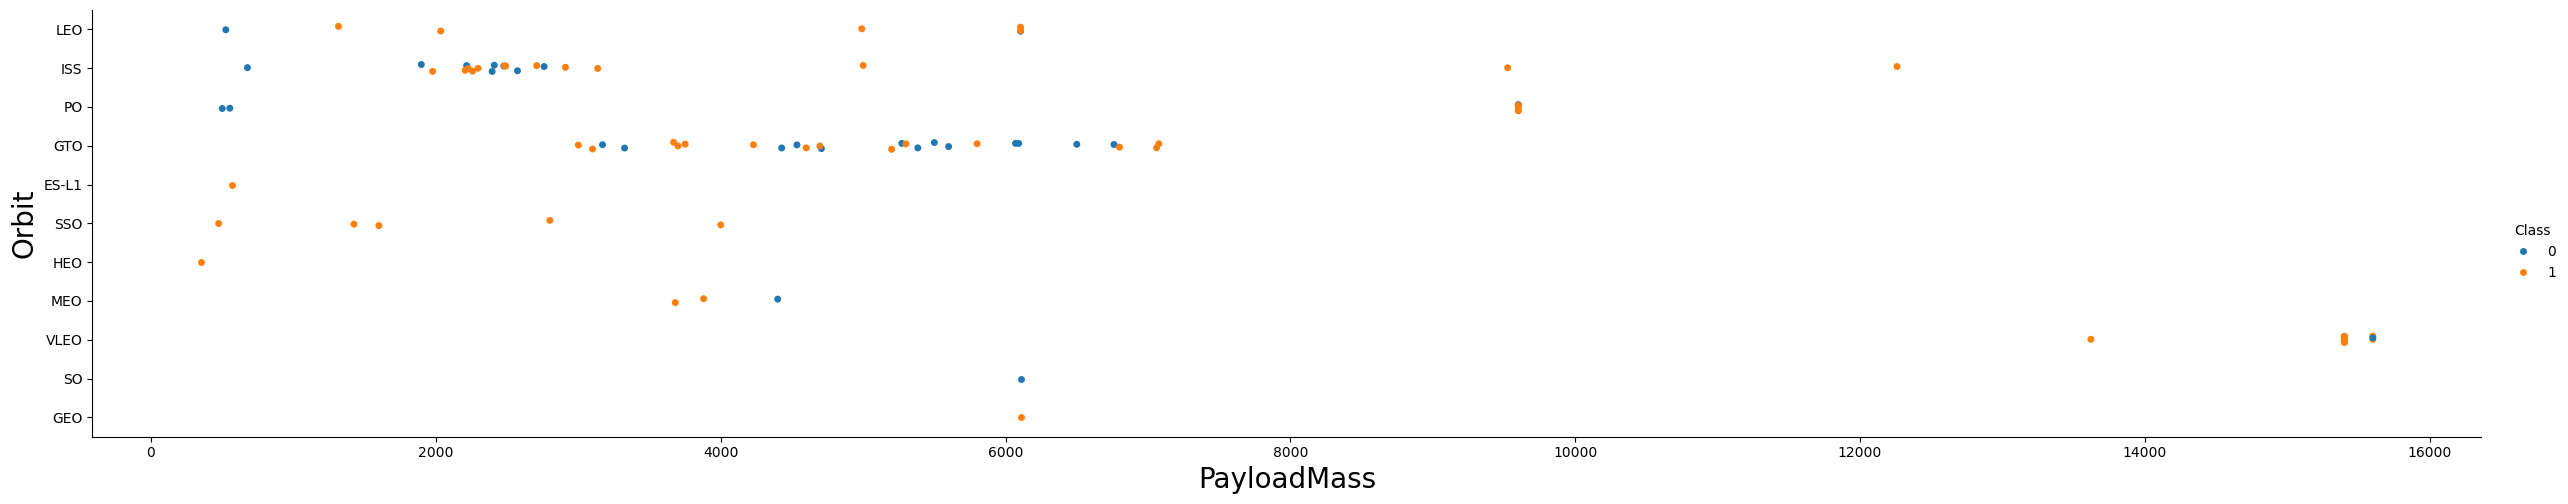 LEO
ISS
PO
GTO
ES-L1
SSO
HEO
MEO
VLEO
SO
GEO
Orbit
0 2000 4000 6000 8000 10000 12000 14000 16000
PayloadMass
Class
0
1